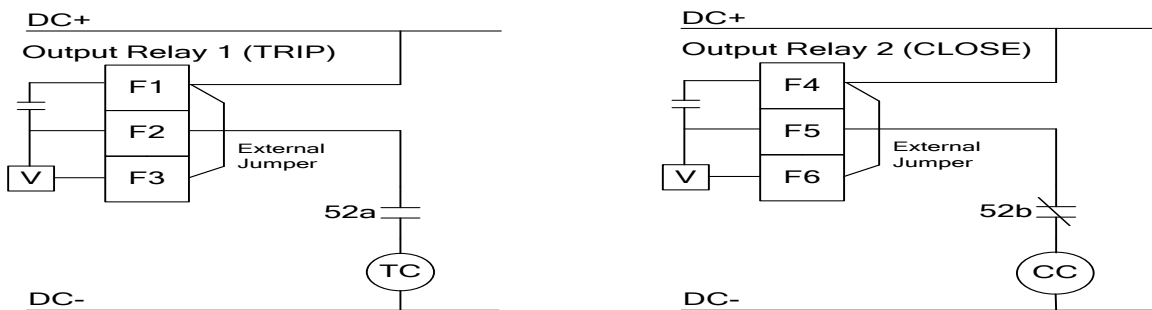 DC+
Output Relay 1 (TRIP)
F1
F2
F3
V
External
Jumper
52a
TC
DC-
DC+
Output Relay 2 (CLOSE)
F4
F5
F6
V
External
Jumper
52b
CC
DC-